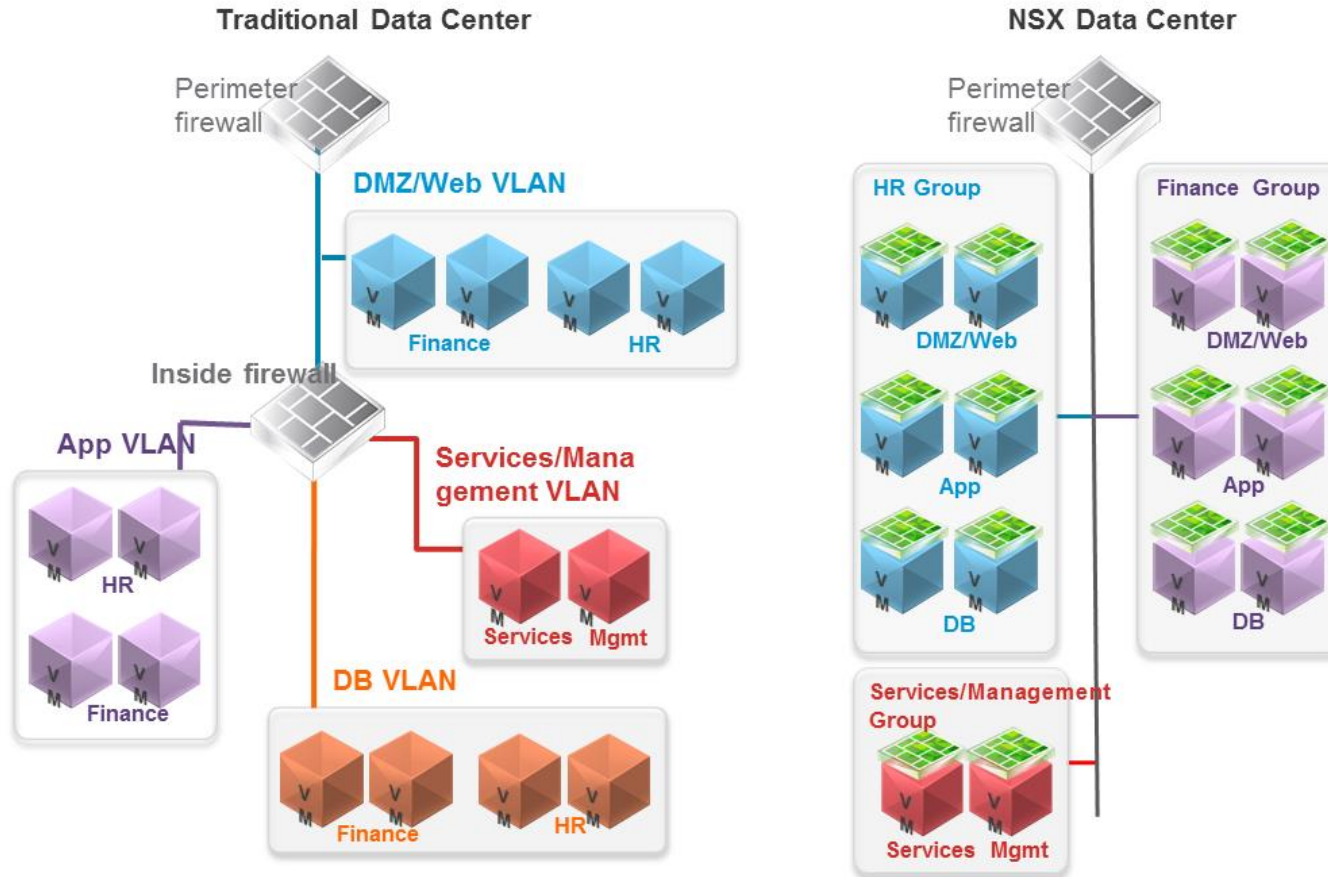 Traditional Data Center
Perimeter
firewall
DMZ/Web VLAN
V
M
V
M
V
M
V
M
Finance
HR
Inside firewall
App VLAN
V
M
V
M
HR
V
M
V
M
Finance
Services/Mana
gement VLAN
V
M
V
M
Services
Mgmt
DB VLAN
V
M
V
M
V
M
V
M
Finance
HR
NSX Data Center
Perimeter
firewall
HR Group
V
M
V
M
DMZ/Web
V
M
V
M
App
V
M
V
M
DB
Finance Group
V
M
V
M
DMZ/Web
V
M
V
M
App
V
M
V
M
DB
Services/Management
Group
V
M
V
M
Services
Mgmt